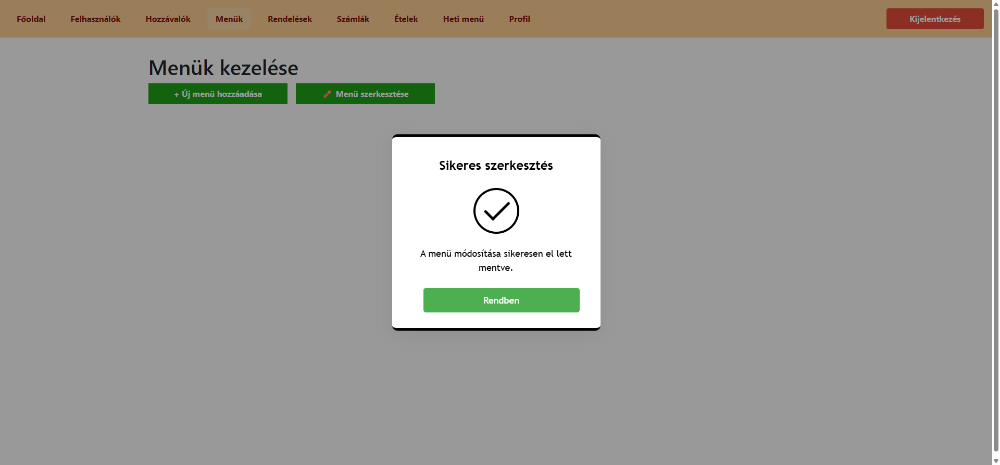 Főoldal
Felhasználók
Hozzávalók
Menük
Rendelések
Számlák
Ételek
Heti menü
Profil
Kijelentkezés
Menük kezelése
+ Új menü hozzáadása
Menü szerkesztése
Sikeres szerkesztés
A menü módosítása sikeresen el lett
mentve.
Rendben